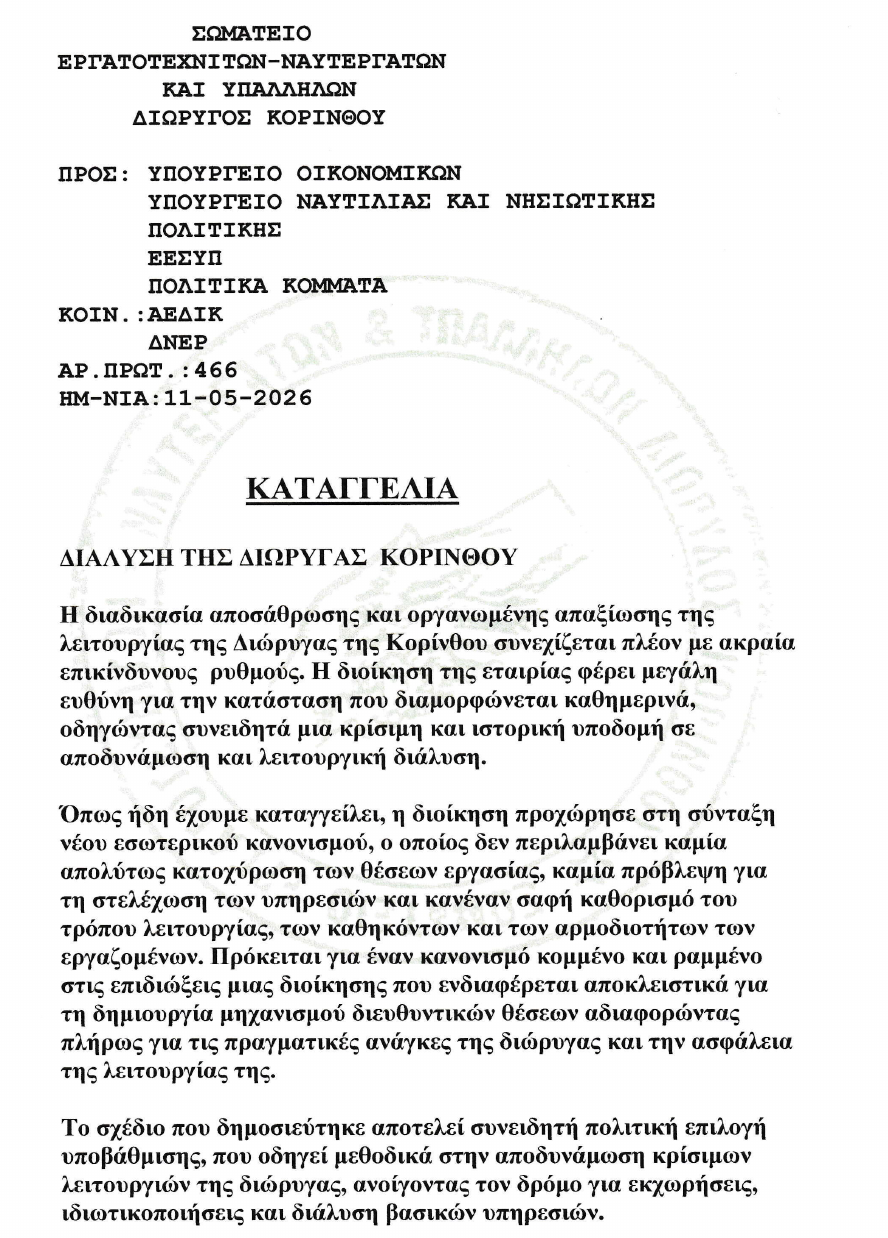 ΣΩΜΑΤΕΙΟ
ΕΡΓΑΤΟΤΕΧΝΙΤΩΝ-ΝΑΥΤΕΡΓΑΤΩΝ
ΚΑΙ ΥΠΑΛΛΗΛΩΝ
ΔΙΩΡΥΓΟΣ ΚΟΡΙΝΘΟΥ
ΠΡΟΣ: ΥΠΟΥΡΓΕΙΟ ΟΙΚΟΝΟΜΙΚΩΝ
ΥΠΟΥΡΓΕΙΟ ΝΑΥΤΙΛΙΑΣ ΚΑΙ ΝΗΣΙΩΤΙΚΗΣ
ΠΟΛΙΤΙΚΗΣ
ΕΕΣΥΠ
ΠΟΛΙΤΙΚΑ ΚΟΜΜΑΤΑ
ΚΟΙΝ.:ΑΕΔΙΚ
ΔΝΕΡ
ΑΡ.ΠΡΩΤ.:466
ΗΜ-ΝΙΑ:11-05-2026
ΚΑΤΑΓΓΕΛΙΑ
ΔΙΑΛΥΣΗ ΤΗΣ ΔΙΩΡΥΓΑΣ ΚΟΡΙΝΘΟΥ
Η διαδικασία αποσάθρωσης και οργανωμένης απαξίωσης της
λειτουργίας της Διώρυγας της Κορίνθου συνεχίζεται πλέον με ακραία
επικίνδυνους ρυθμούς. Η διοίκηση της εταιρίας φέρει μεγάλη
ευθύνη για την κατάσταση που διαμορφώνεται καθημερινά,
οδηγώντας συνειδητά μια κρίσιμη και ιστορική υποδομή σε
αποδυνάμωση και λειτουργική διάλυση.
Όπως ήδη έχουμε καταγγείλει, η διοίκηση προχώρησε στη σύνταξη
νέου εσωτερικού κανονισμού, ο οποίος δεν περιλαμβάνει καμία
απολύτως κατοχύρωση των θέσεων εργασίας, καμία πρόβλεψη για
τη στελέχωση των υπηρεσιών και κανέναν σαφή καθορισμό του
τρόπου λειτουργίας, των καθηκόντων και των αρμοδιοτήτων των
εργαζομένων. Πρόκειται για έναν κανονισμό κομμένο και ραμμένο
στις επιδιώξεις μιας διοίκησης που ενδιαφέρεται αποκλειστικά για
τη δημιουργία μηχανισμού διευθυντικών θέσεων αδιαφορώντας
πλήρως για τις πραγματικές ανάγκες της διώρυγας και την ασφάλεια
της λειτουργίας της.
Το σχέδιο που δημοσιεύτηκε αποτελεί συνειδητή πολιτική επιλογή
υποβάθμισης, που οδηγεί μεθοδικά στην αποδυνάμωση κρίσιμων
λειτουργιών της διώρυγας, ανοίγοντας τον δρόμο για εκχωρήσεις,
ιδιωτικοποιήσεις και διάλυση βασικών υπηρεσιών.